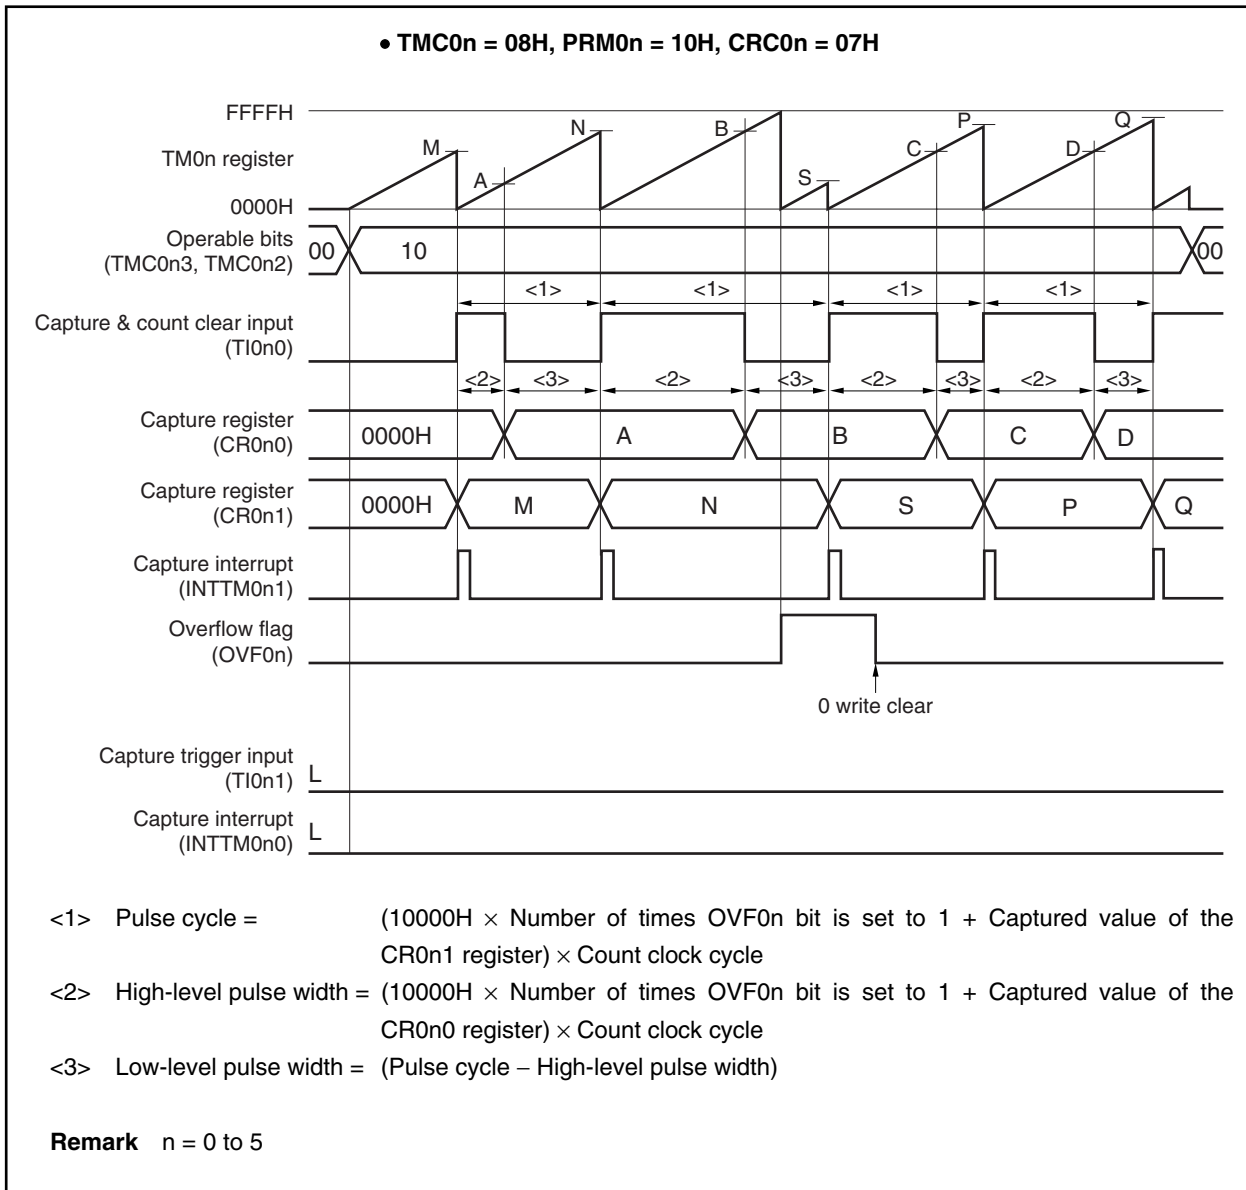 ● TMC0n = 08H, PRM0n = 10H, CRC0n = 07H
FFFFH
TM0n register
0000H
M
A
N
B
S
C
P
D
Q
Operable bits
(TMC0n3, TMC0n2)
00
10
00
<1>
<1>
<1>
<1>
Capture & count clear input
(TI0n0)
<2>
<3>
<2>
<3>
<2>
<3>
<2>
<3>
Capture register
(CR0n0)
0000H
A
B
C
D
Capture register
(CR0n1)
0000H
M
N
S
P
Q
Capture interrupt
(INTTM0n1)
Overflow flag
(OVF0n)
0 write clear
Capture trigger input
(TI0n1)
L
Capture interrupt
(INTTM0n0)
L
<1> Pulse cycle = (10000H × Number of times OVF0n bit is set to 1 + Captured value of the
CR0n1 register) × Count clock cycle
<2> High-level pulse width = (10000H × Number of times OVF0n bit is set to 1 + Captured value of the
CR0n0 register) × Count clock cycle
<3> Low-level pulse width = (Pulse cycle − High-level pulse width)
Remark n = 0 to 5